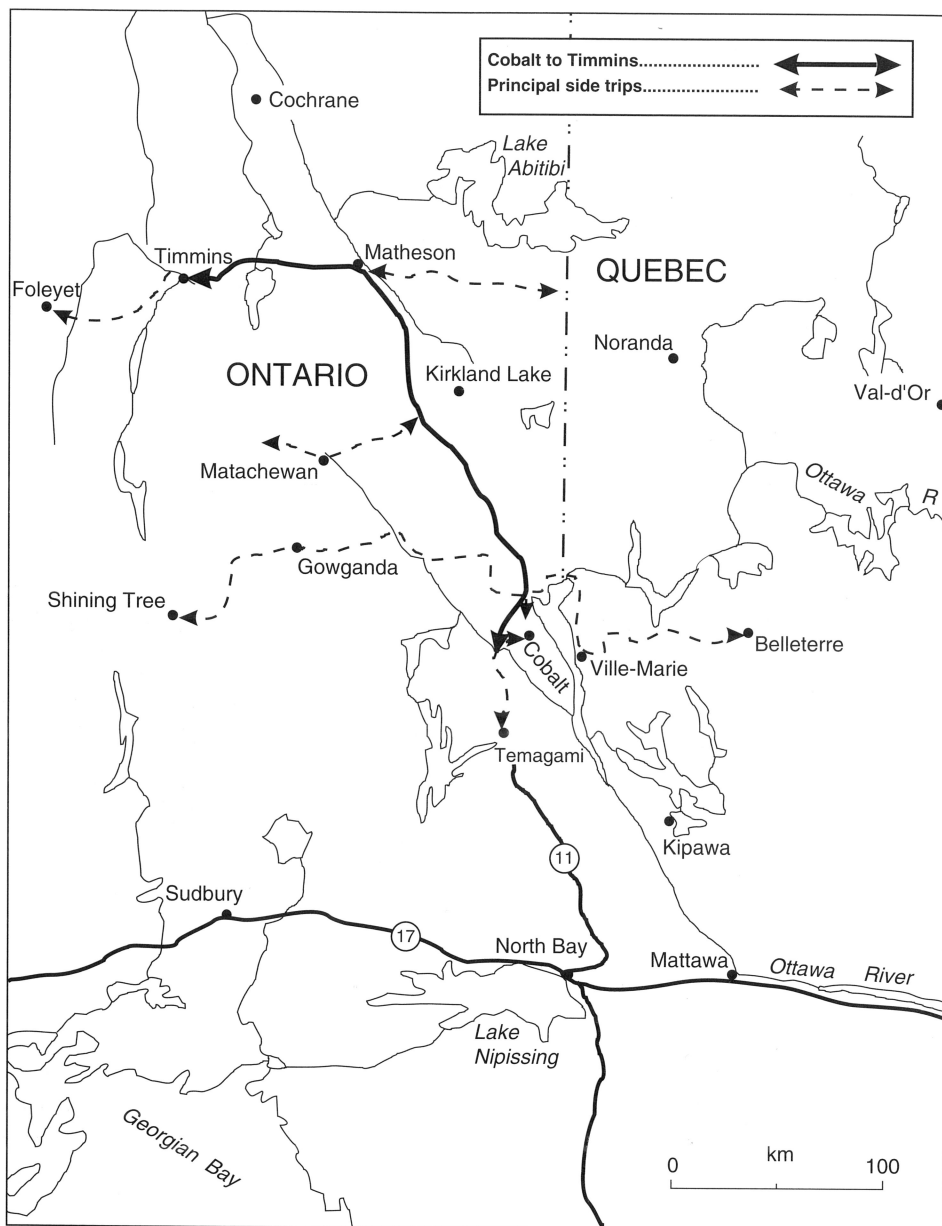 Cobalt to Timmins.........................
Principal side trips........................
Cochrane
Lake
Abitibi
Timmins
Matheson
QUEBEC
Foleyet
Noranda
ONTARIO
Kirkland Lake
Val-d'Or
Matachewan
Ottawa R
Gowganda
Shining Tree
Cobalt
Belleterre
Ville-Marie
Temagami
Kipawa
11
Sudbury
17
North Bay
Mattawa
Ottawa River
Lake
Nipissing
Georgian Bay
km
0 100